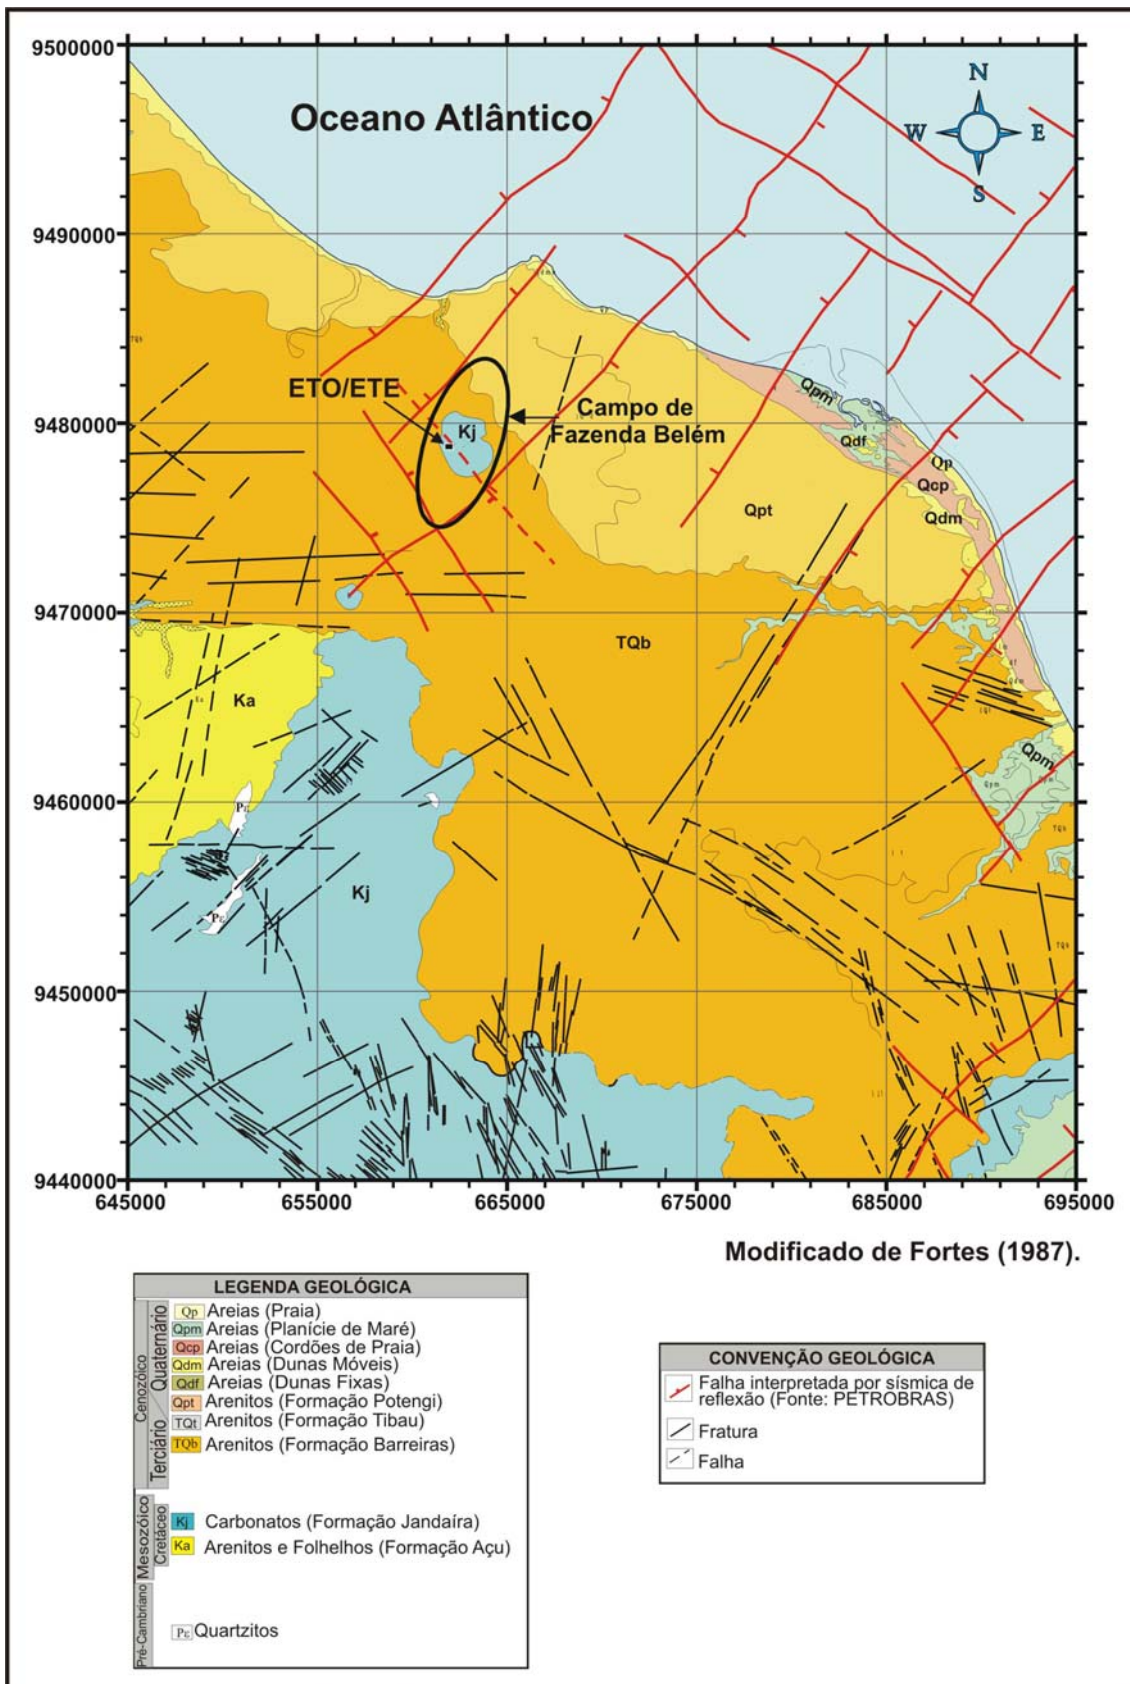 9500000
N
Oceano Atlântico
W
E
S
9490000
ETO/ETE
Qpm
9480000
Kj
Campo de
Fazenda Belém
Qdf
Qp
Qcp
Qpt
Qdm
9470000
TQb
Ka
Qpm
9460000
Pε
Kj
Pε
9450000
9440000
645000
655000
665000
675000
685000
695000
Modificado de Fortes (1987).
LEGENDA GEOLÓGICA
Cenozóico
Quaternário
Terciário
Qp Areias (Praia)
Qpm Areias (Planície de Maré)
Qcp Areias (Cordões de Praia)
Qdm Areias (Dunas Móveis)
Qdf Areias (Dunas Fixas)
Qpt Arenitos (Formação Potengi)
TQt Arenitos (Formação Tibau)
TQb Arenitos (Formação Barreiras)
Mesozóico
Cretáceo
Kj Carbonatos (Formação Jandaíra)
Ka Arenitos e Folhelhos (Formação Açu)
Pré-Cambriano
Pε Quartzitos
CONVENÇÃO GEOLÓGICA
Falha interpretada por sísmica de
reflexão (Fonte: PETROBRAS)
Fratura
Falha